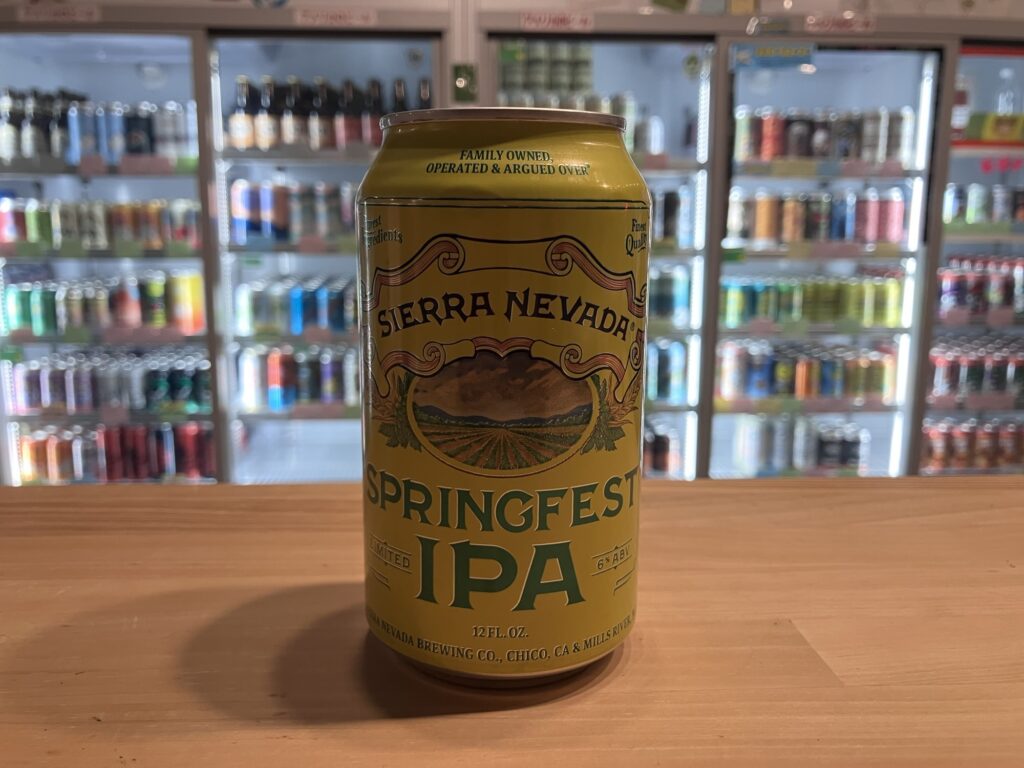 FAMILY OWNED,
OPERATED & ARGUED OVER
Finest
Ingredients
Finest
Quality
SIERRA NEVADA®
SPRINGFEST
LIMITED
IPA
6% ABV
12 FL. OZ.
SIERRA NEVADA BREWING CO., CHICO, CA & MILLS RIVER,